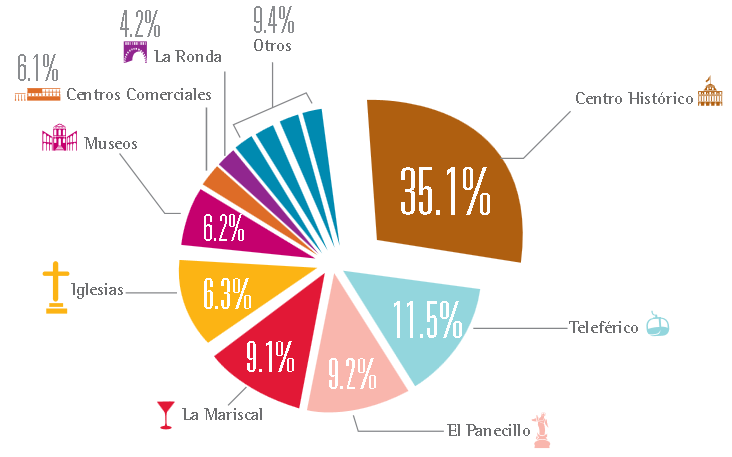 9.4%
Otros
4.2%
La Ronda
6.1%
Centros Comerciales
Museos
6.2%
Iglesias
6.3%
La Mariscal
9.1%
El Panecillo
9.2%
Teleférico
11.5%
Centro Histórico
35.1%